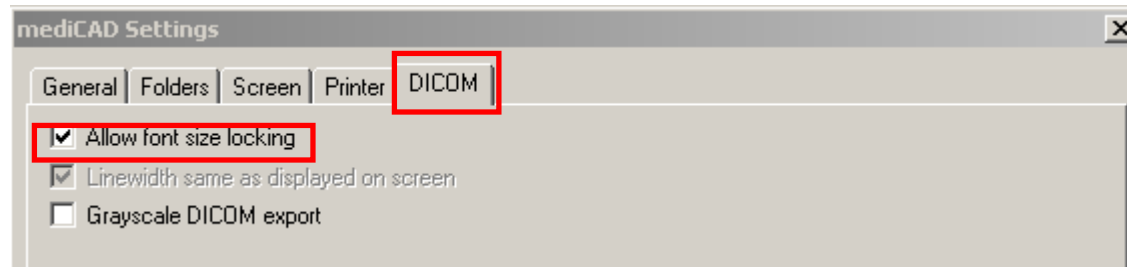 mediCAD Settings
General Folders Screen Printer DICOM
Allow font size locking
Linewidth same as displayed on screen
Grayscale DICOM export